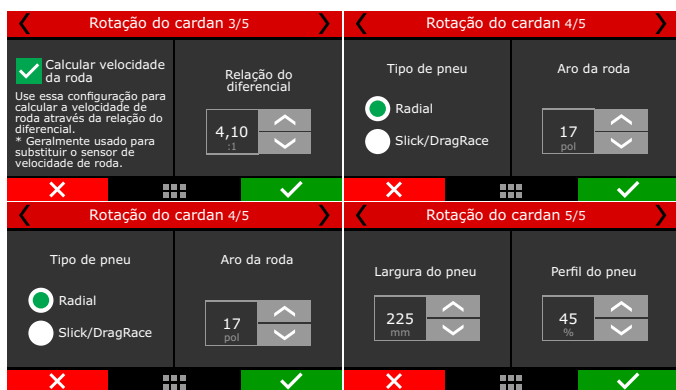 Rotação do cardan 3/5
Calcular velocidade
da roda
Use essa configuração para
calcular a velocidade de
roda através da relação do
diferencial.
* Geralmente usado para
substituir o sensor de
velocidade de roda.
Relação do
diferencial
4,10
:1
Rotação do cardan 4/5
Tipo de pneu
Radial
Slick/DragRace
Aro da roda
17
pol
Rotação do cardan 4/5
Tipo de pneu
Radial
Slick/DragRace
Aro da roda
17
pol
Rotação do cardan 5/5
Largura do pneu
225
mm
Perfil do pneu
45
%